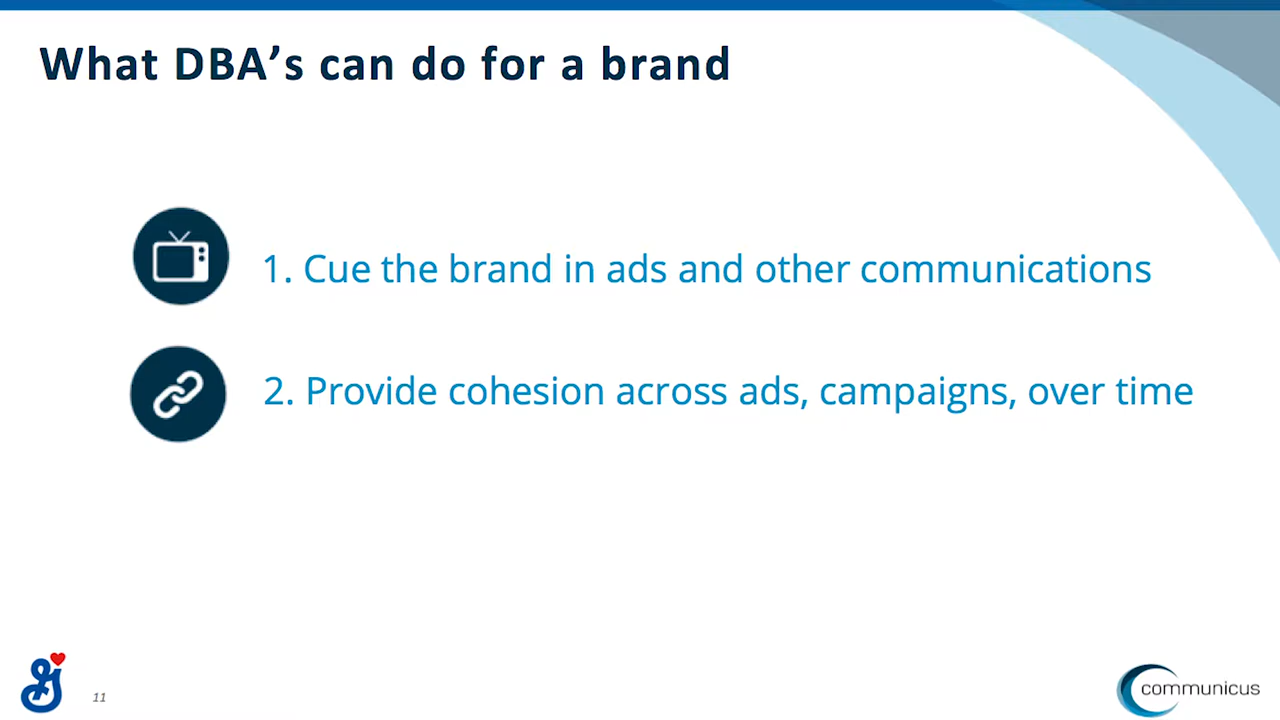 What DBA’s can do for a brand
1. Cue the brand in ads and other communications
2. Provide cohesion across ads, campaigns, over time
G
11
communicus